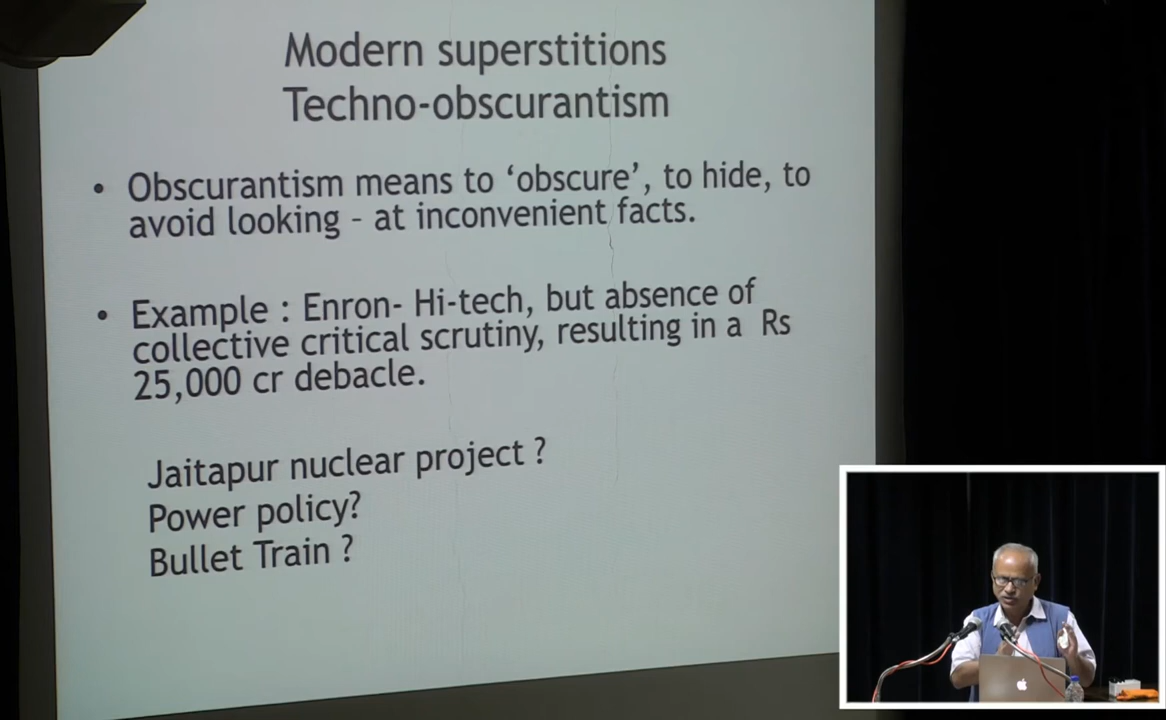 Modern superstitions
Techno-obscurantism
• Obscurantism means to ‘obscure’, to hide, to
avoid looking – at inconvenient facts.
• Example : Enron- Hi-tech, but absence of
collective critical scrutiny, resulting in a Rs
25,000 cr debacle.
Jaitapur nuclear project ?
Power policy?
Bullet Train ?